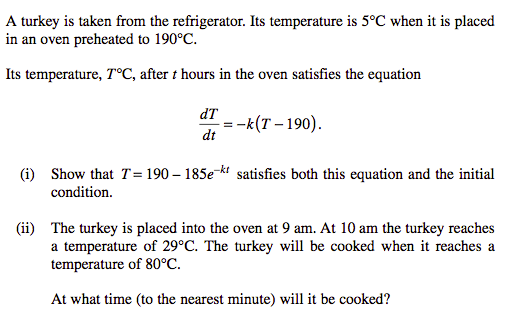 A turkey is taken from the refrigerator. Its temperature is 5°C when it is placed
in an oven preheated to 190°C.
Its temperature, T°C, after t hours in the oven satisfies the equation
dT/dt = −k(T − 190).
(i) Show that T = 190 − 185e^{−kt} satisfies both this equation and the initial
condition.
(ii) The turkey is placed into the oven at 9 am. At 10 am the turkey reaches
a temperature of 29°C. The turkey will be cooked when it reaches a
temperature of 80°C.
At what time (to the nearest minute) will it be cooked?